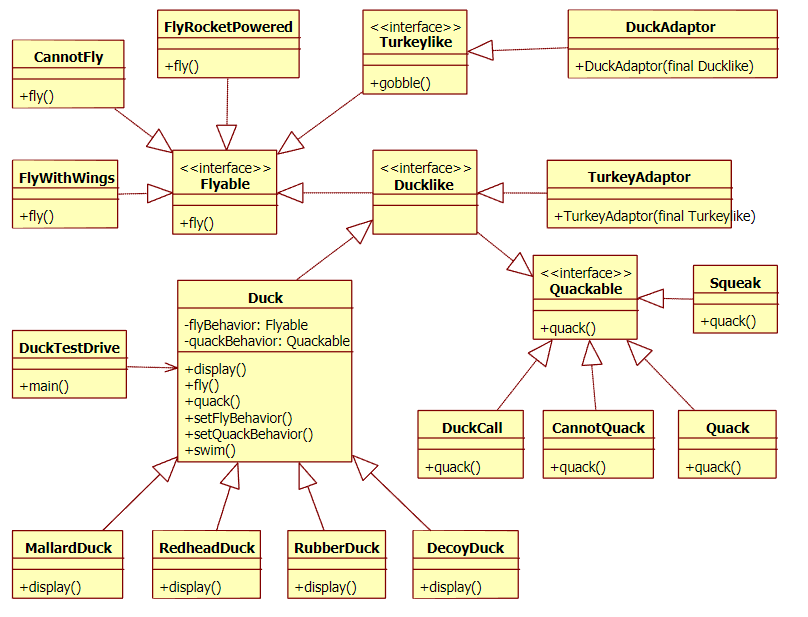 FlyRocketPowered
+fly()
<<interface>>
Turkeylike
+gobble()
DuckAdaptor
+DuckAdaptor(final Ducklike)
CannotFly
+fly()
FlyWithWings
+fly()
<<interface>>
Flyable
+fly()
<<interface>>
Ducklike
TurkeyAdaptor
+TurkeyAdaptor(final Turkeylike)
<<interface>>
Quackable
+quack()
Squeak
+quack()
Duck
-flyBehavior: Flyable
-quackBehavior: Quackable
+display()
+fly()
+quack()
+setFlyBehavior()
+setQuackBehavior()
+swim()
DuckTestDrive
+main()
DuckCall
+quack()
CannotQuack
+quack()
Quack
+quack()
MallardDuck
+display()
RedheadDuck
+display()
RubberDuck
+display()
DecoyDuck
+display()